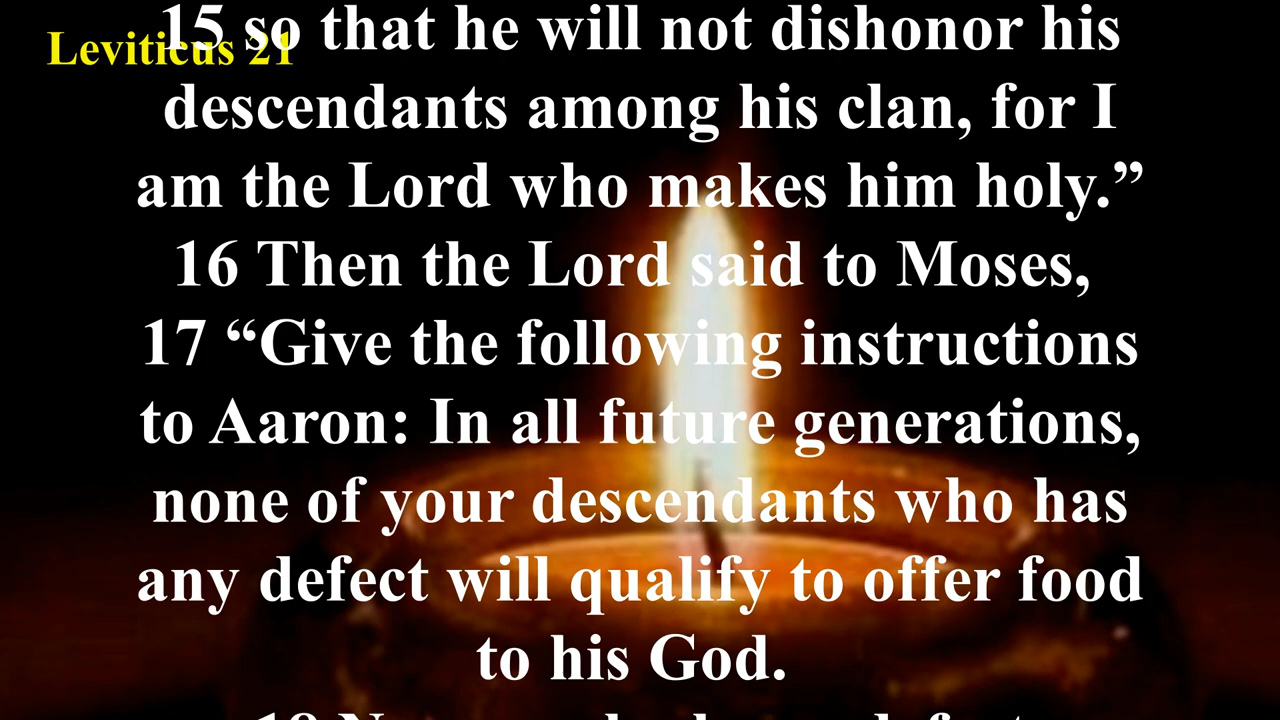 Leviticus 21
15 so that he will not dishonor his
descendants among his clan, for I
am the Lord who makes him holy.”
16 Then the Lord said to Moses,
17 “Give the following instructions
to Aaron: In all future generations,
none of your descendants who has
any defect will qualify to offer food
to his God.